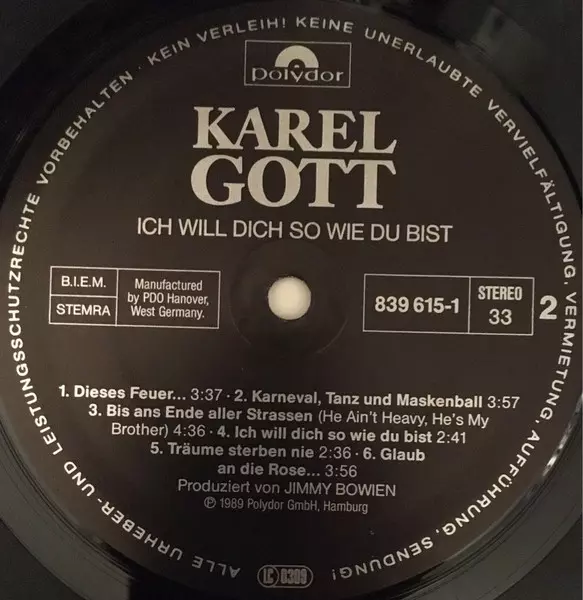 ALLE URHEBER- UND LEISTUNGSSCHUTZRECHTE VORBEHALTEN · KEIN VERLEIH! KEINE UNERLAUBTE VERVIELFÄLTIGUNG, VERMIETUNG, AUFFÜHRUNG, SENDUNG!
polydor
KAREL
GOTT
ICH WILL DICH SO WIE DU BIST
B.I.E.M.
STEMRA
Manufactured
by PDO Hanover,
West Germany.
839 615-1
STEREO
33
2
1. Dieses Feuer... 3:37 · 2. Karneval, Tanz und Maskenball 3:57
3. Bis ans Ende aller Strassen (He Ain't Heavy, He's My
Brother) 4:36 · 4. Ich will dich so wie du bist 2:41
5. Träume sterben nie 2:36 · 6. Glaub
an die Rose... 3:56
Produziert von JIMMY BOWIEN
℗ 1989 Polydor GmbH, Hamburg
LC 0309